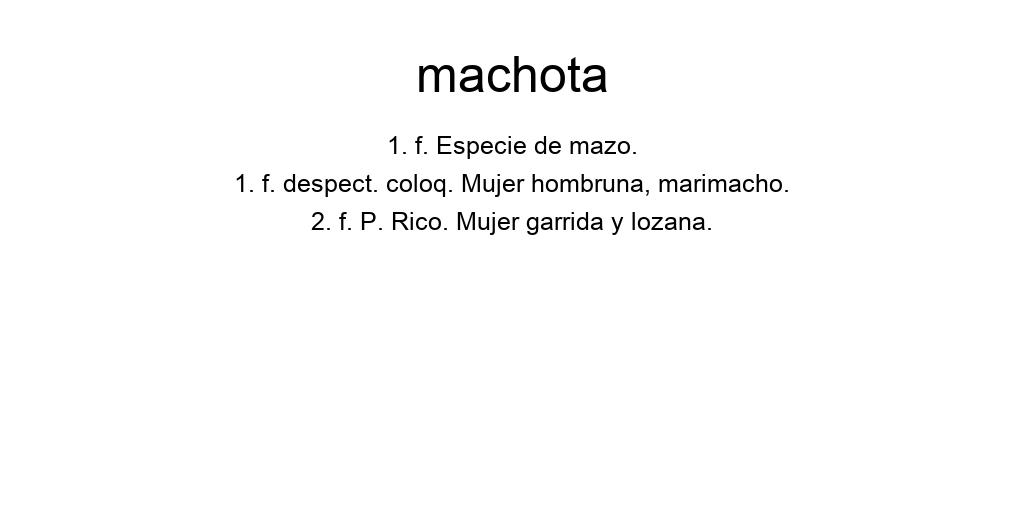 machota
1. f. Especie de mazo.
1. f. despect. coloq. Mujer hombruna, marimacho.
2. f. P. Rico. Mujer garrida y lozana.